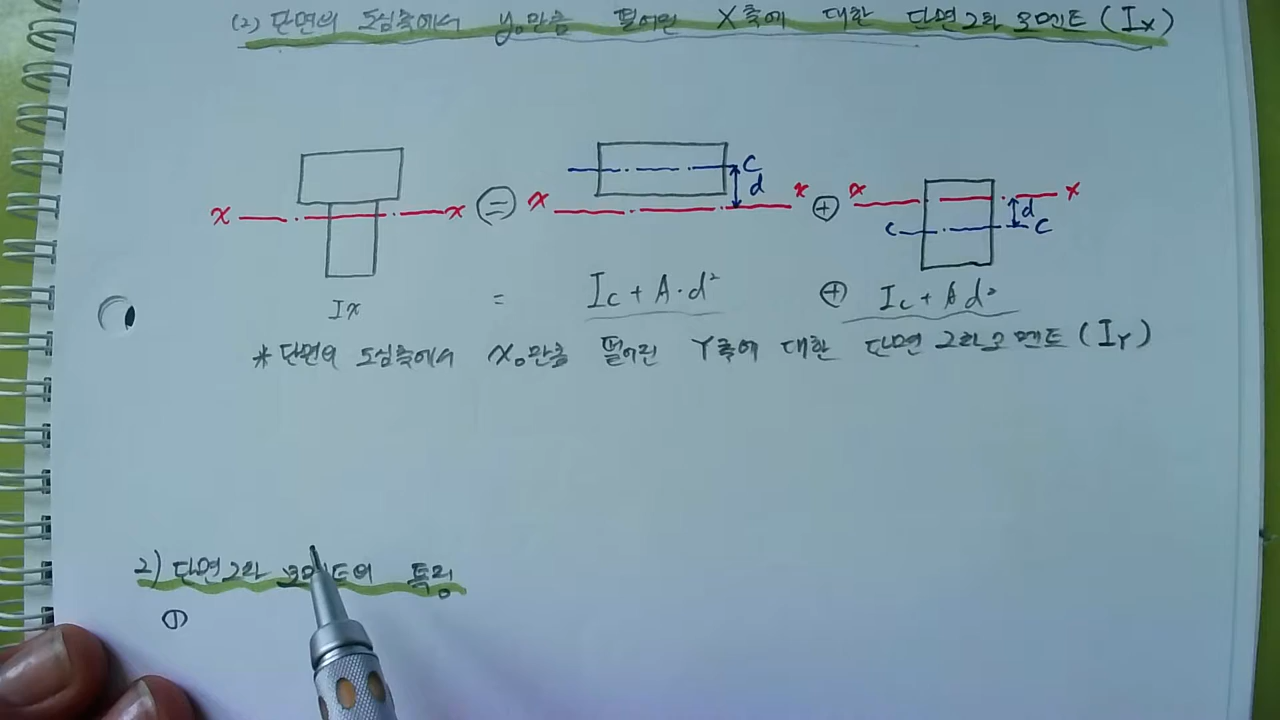 (2) 단면의 도심축에서 y₀만큼 떨어진 X축에 대한 단면2차모멘트 (Ix)
C
d
x x = x x + x x
d
C C
Ix = Ic + A·d² + Ic + Ad²
* 단면의 도심축에서 x₀만큼 떨어진 Y축에 대한 단면2차모멘트 (IY)
2) 단면2차 모멘트의 특징
①